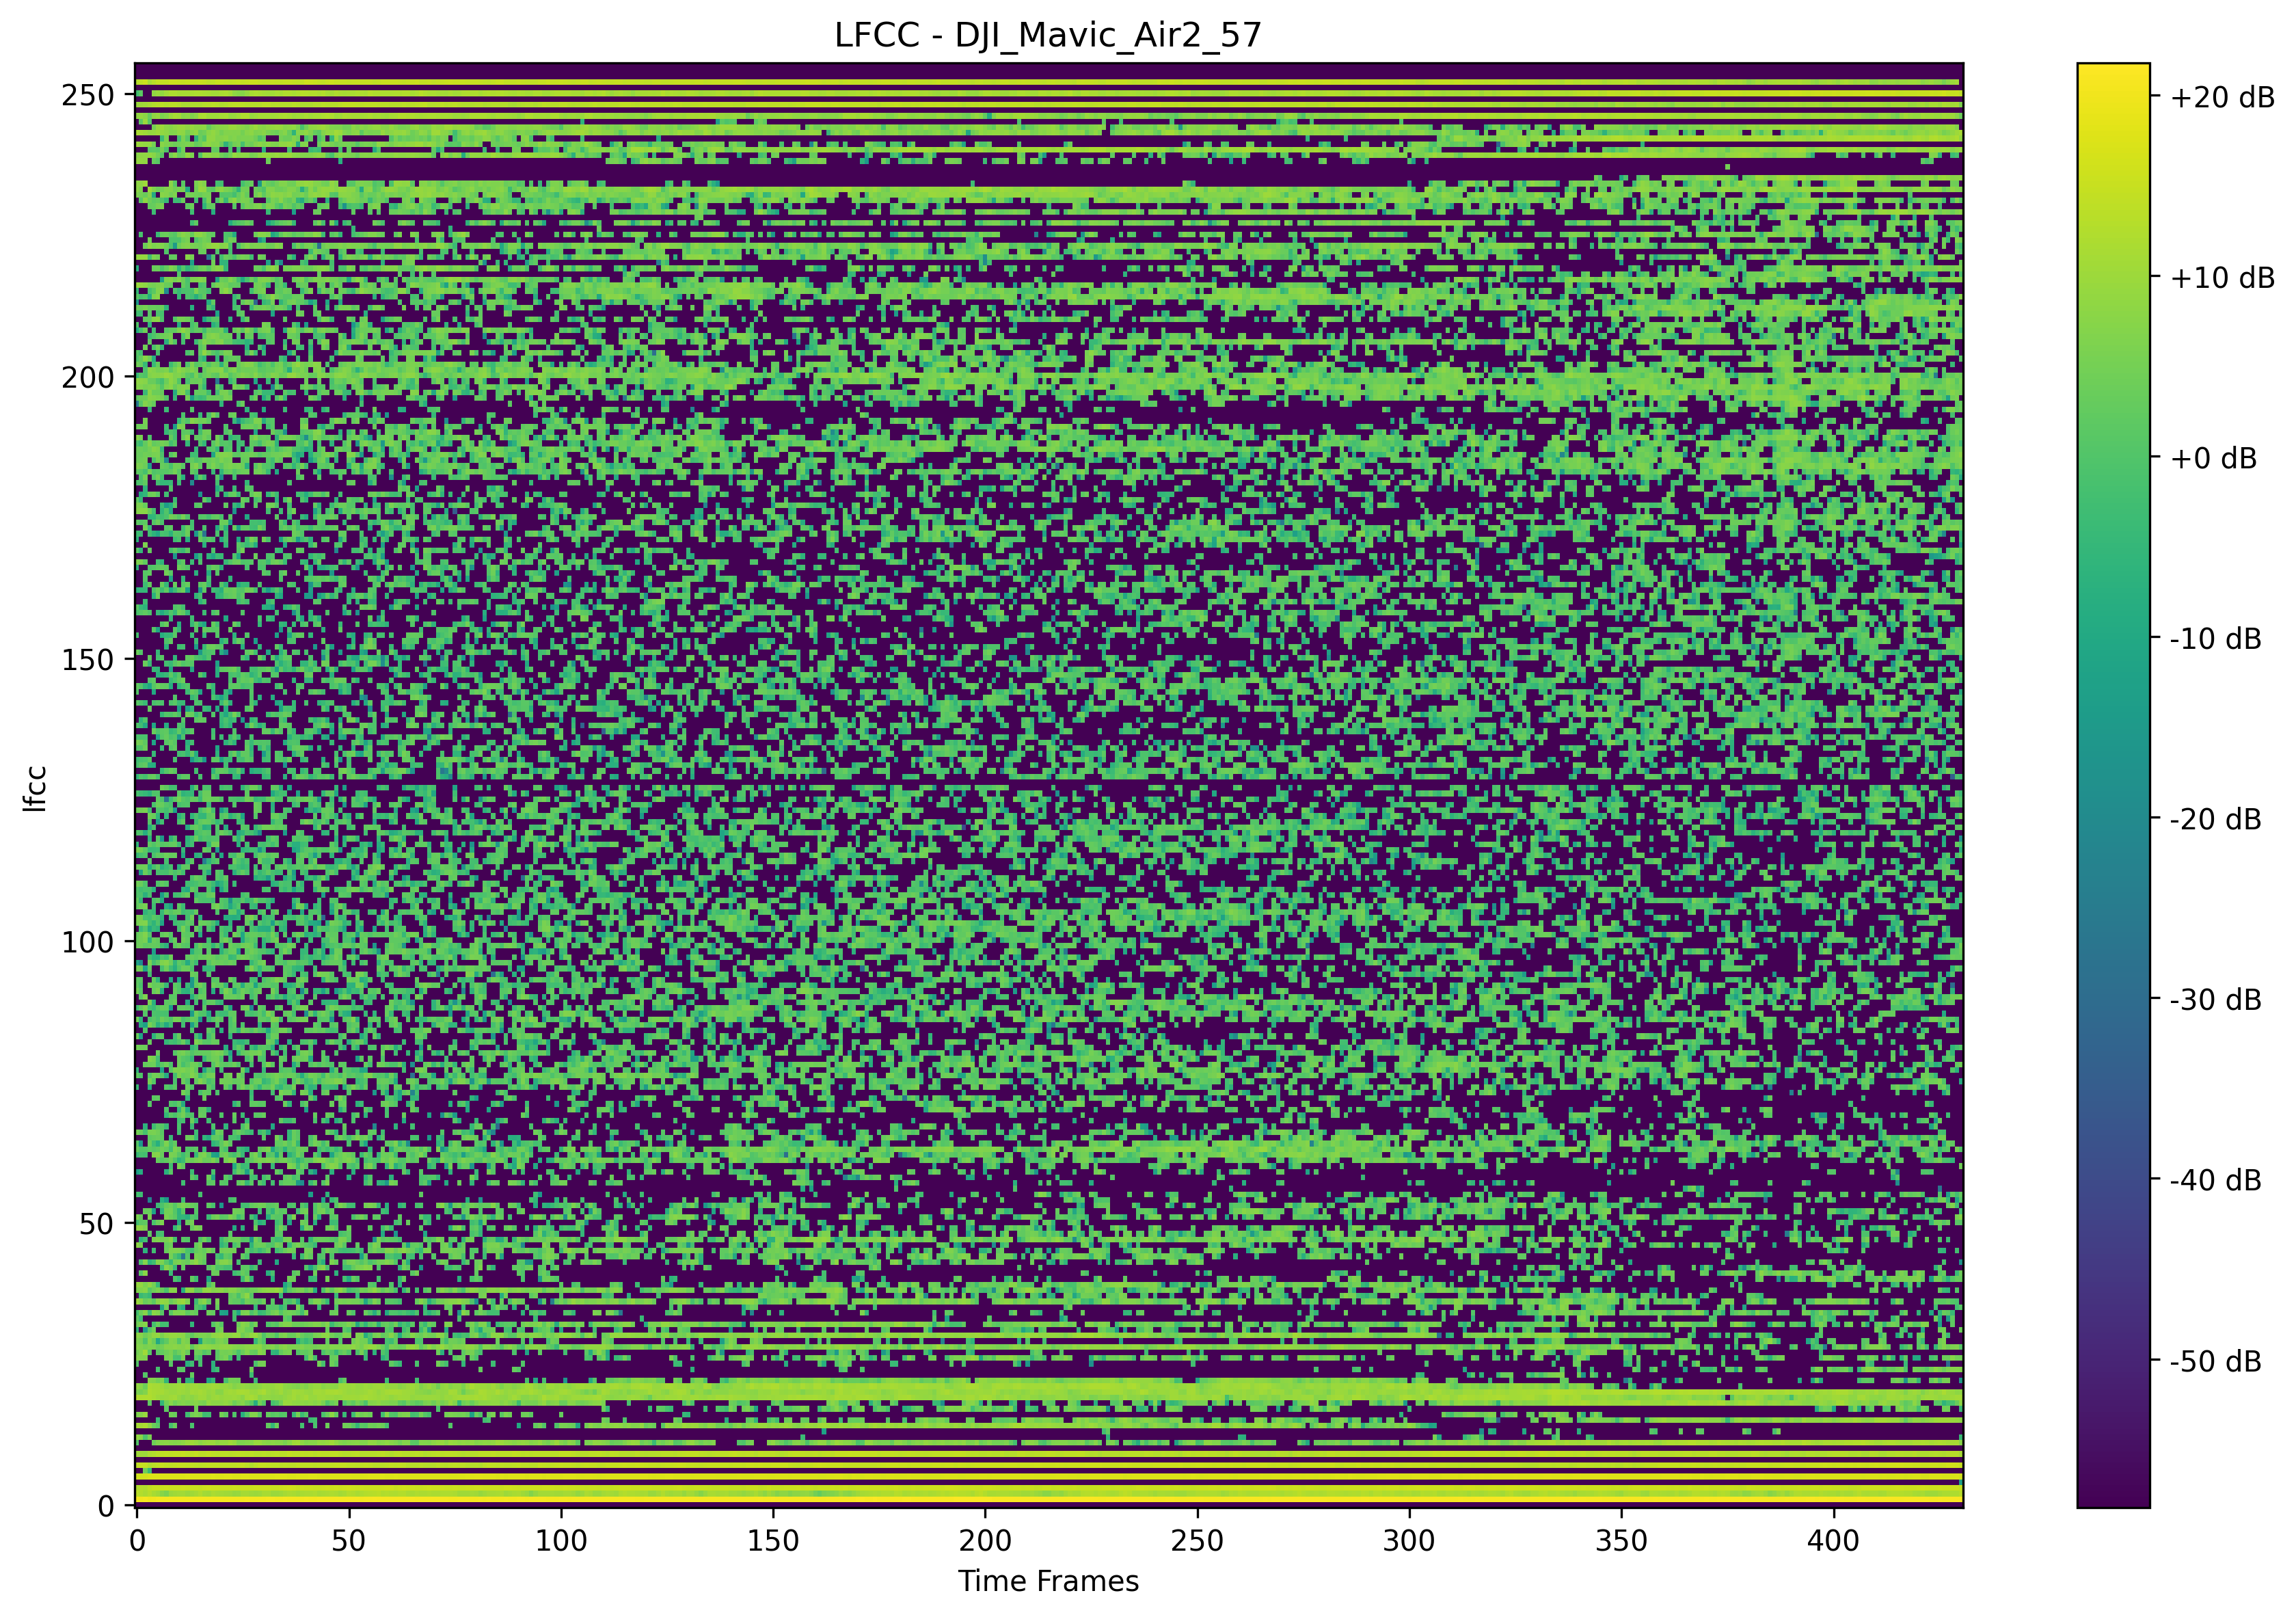 LFCC - DJI_Mavic_Air2_57
250
200
150
100
50
0
lfcc
0 50 100 150 200 250 300 350 400
Time Frames
+20 dB
+10 dB
+0 dB
-10 dB
-20 dB
-30 dB
-40 dB
-50 dB